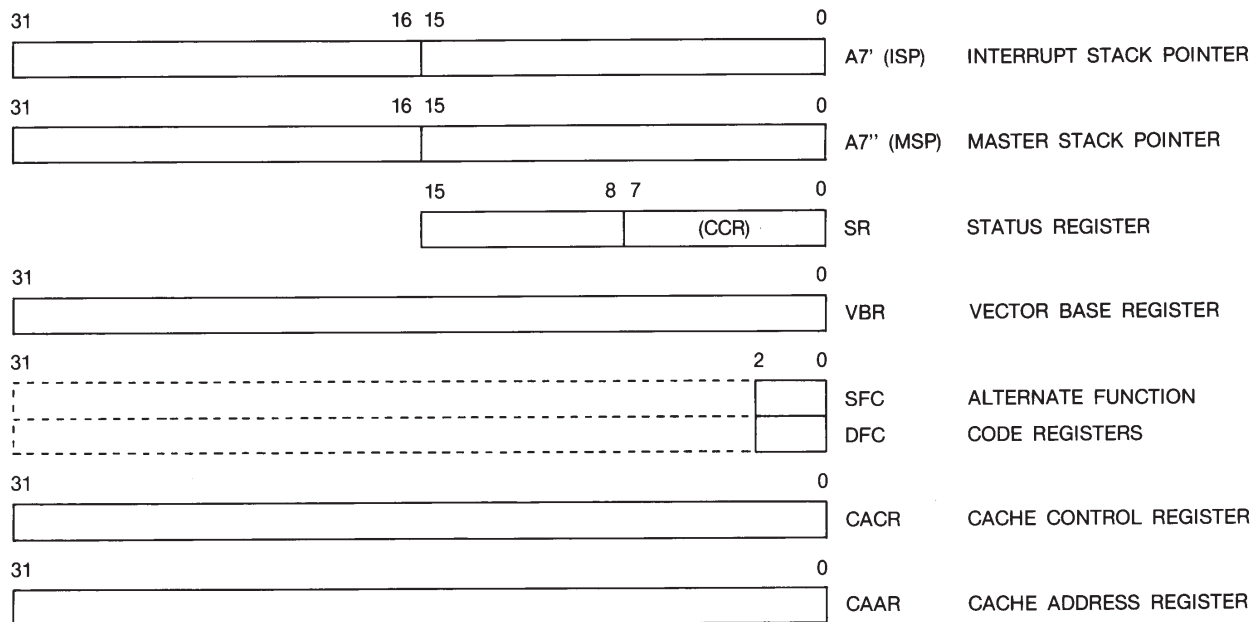 31 16 15 0
A7' (ISP) INTERRUPT STACK POINTER
31 16 15 0
A7'' (MSP) MASTER STACK POINTER
15 8 7 0
(CCR) SR STATUS REGISTER
31 0
VBR VECTOR BASE REGISTER
31 2 0
SFC ALTERNATE FUNCTION
DFC CODE REGISTERS
31 0
CACR CACHE CONTROL REGISTER
31 0
CAAR CACHE ADDRESS REGISTER